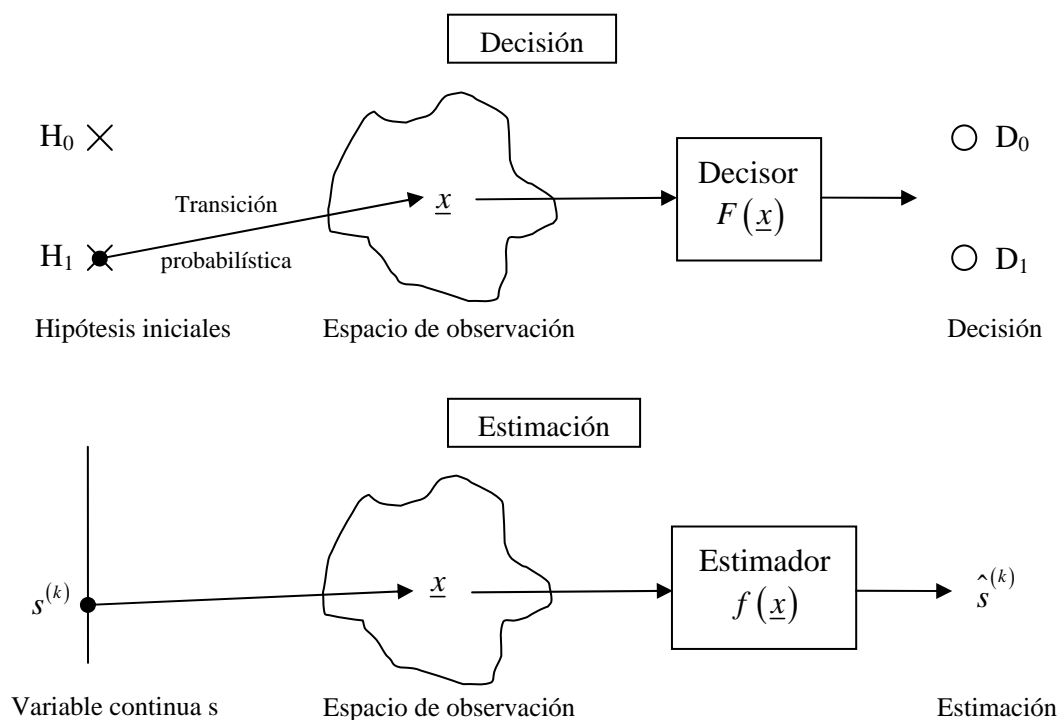 Decisión
H₀
D₀
Transición
probabilística
x
Decisor
F(x)
H₁
D₁
Hipótesis iniciales
Espacio de observación
Decisión
Estimación
s^(k)
x
Estimador
f(x)
ŝ^(k)
Variable continua s
Espacio de observación
Estimación